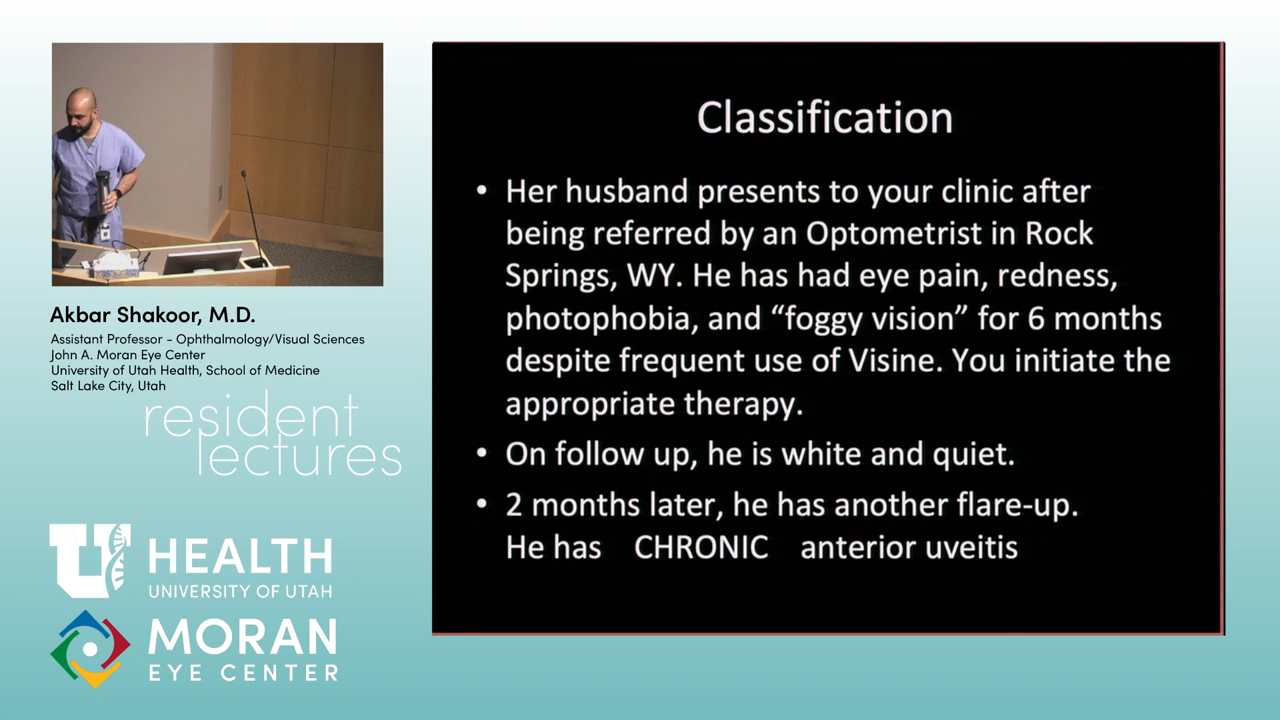 Akbar Shakoor, M.D.
Assistant Professor - Ophthalmology/Visual Sciences
John A. Moran Eye Center
University of Utah Health, School of Medicine
Salt Lake City, Utah
resident
lectures
U HEALTH
UNIVERSITY OF UTAH
MORAN
EYE CENTER
Classification
• Her husband presents to your clinic after
being referred by an Optometrist in Rock
Springs, WY. He has had eye pain, redness,
photophobia, and “foggy vision” for 6 months
despite frequent use of Visine. You initiate the
appropriate therapy.
• On follow up, he is white and quiet.
• 2 months later, he has another flare-up.
He has CHRONIC anterior uveitis